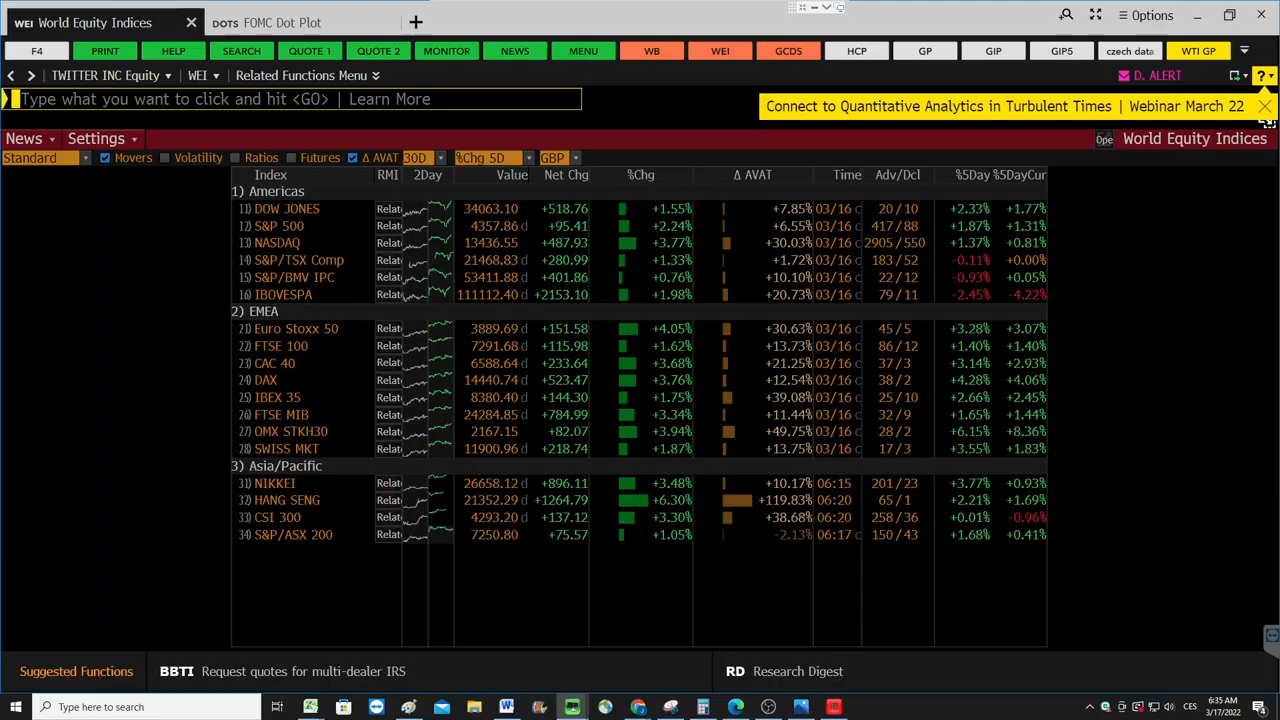 WEI World Equity Indices
DOTS FOMC Dot Plot
Options
F4 PRINT HELP SEARCH QUOTE 1 QUOTE 2 MONITOR NEWS MENU WB WEI GCDS HCP GP GIP GIP5 czech data WTI GP
TWITTER INC Equity WEI Related Functions Menu D. ALERT ?
Type what you want to click and hit <GO> | Learn More
Connect to Quantitative Analytics in Turbulent Times | Webinar March 22
News Settings Ope World Equity Indices
Standard Movers Volatility Ratios Futures Δ AVAT 30D %Chg 5D GBP
Index RMI 2Day Value Net Chg %Chg Δ AVAT Time Adv/Dcl %5Day %5DayCur
1) Americas
11) DOW JONES Relat 34063.10 +518.76 +1.55% +7.85% 03/16 c 20 / 10 +2.33% +1.77%
12) S&P 500 Relat 4357.86 d +95.41 +2.24% +6.55% 03/16 c 417 / 88 +1.87% +1.31%
13) NASDAQ Relat 13436.55 +487.93 +3.77% +30.03% 03/16 c 2905 / 550 +1.37% +0.81%
14) S&P/TSX Comp Relat 21468.83 d +280.99 +1.33% +1.72% 03/16 c 183 / 52 -0.11% +0.00%
15) S&P/BMV IPC Relat 53411.88 d +401.86 +0.76% +10.10% 03/16 c 22 / 12 -0.93% +0.05%
16) IBOVESPA Relat 111112.40 d +2153.10 +1.98% +20.73% 03/16 c 79 / 11 -2.45% -4.22%
2) EMEA
21) Euro Stoxx 50 Relat 3889.69 d +151.58 +4.05% +30.63% 03/16 c 45 / 5 +3.28% +3.07%
22) FTSE 100 Relat 7291.68 d +115.98 +1.62% +13.73% 03/16 c 86 / 12 +1.40% +1.40%
23) CAC 40 Relat 6588.64 d +233.64 +3.68% +21.25% 03/16 c 37 / 3 +3.14% +2.93%
24) DAX Relat 14440.74 d +523.47 +3.76% +12.54% 03/16 c 38 / 2 +4.28% +4.06%
25) IBEX 35 Relat 8380.40 d +144.30 +1.75% +39.08% 03/16 c 25 / 10 +2.66% +2.45%
26) FTSE MIB Relat 24284.85 d +784.99 +3.34% +11.44% 03/16 c 32 / 9 +1.65% +1.44%
27) OMX STKH30 Relat 2167.15 +82.07 +3.94% +49.75% 03/16 c 28 / 2 +6.15% +8.36%
28) SWISS MKT Relat 11900.96 d +218.74 +1.87% +13.75% 03/16 c 17 / 3 +3.55% +1.83%
3) Asia/Pacific
31) NIKKEI Relat 26658.12 d +896.11 +3.48% +10.17% 06:15 201 / 23 +3.77% +0.93%
32) HANG SENG Relat 21352.29 d +1264.79 +6.30% +119.83% 06:20 65 / 1 +2.21% +1.69%
33) CSI 300 Relat 4293.20 d +137.12 +3.30% +38.68% 06:20 258 / 36 +0.01% -0.96%
34) S&P/ASX 200 Relat 7250.80 +75.57 +1.05% -2.13% 06:17 c 150 / 43 +1.68% +0.41%
Suggested Functions BBTI Request quotes for multi-dealer IRS RD Research Digest
Type here to search
CES
6:35 AM
3/17/2022